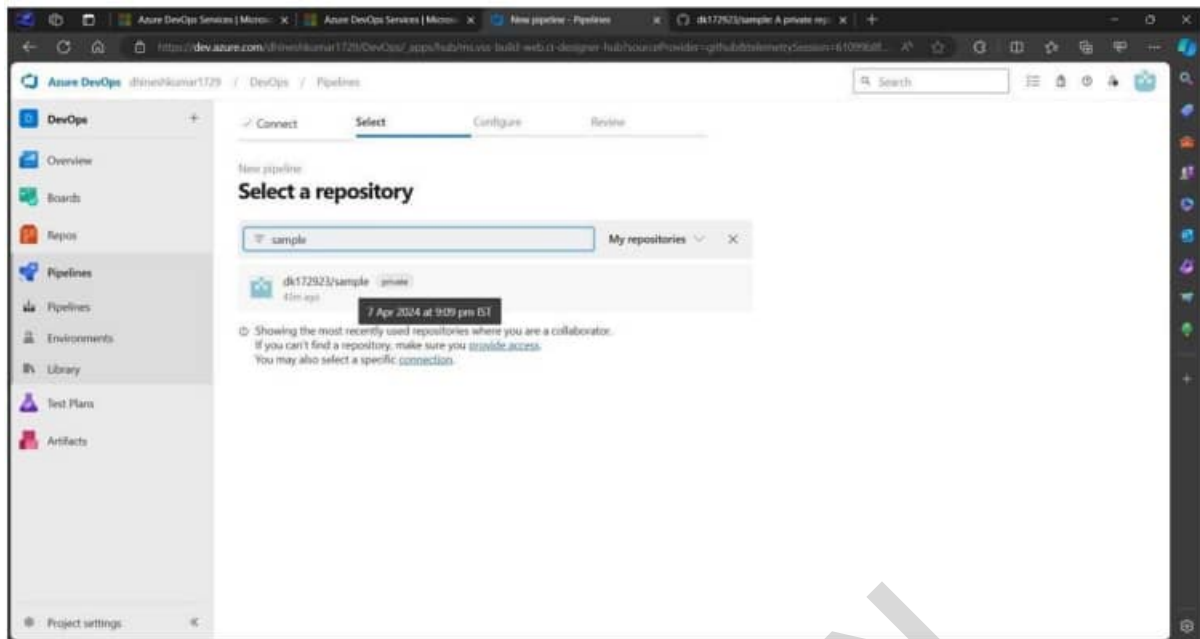 Azure DevOps Services | Micros
Azure DevOps Services | Micros
New pipeline - Pipelines
dk172923/sample: A private rep
Azure DevOps dhineshkumar1729 / DevOps / Pipelines
Search
DevOps
Overview
Boards
Repos
Pipelines
Pipelines
Environments
Library
Test Plans
Artifacts
Project settings
Connect Select Configure Review
New pipeline
Select a repository
sample
My repositories
dk172923/sample private
7 Apr 2024 at 9:09 pm IST
Showing the most recently used repositories where you are a collaborator.
If you can't find a repository, make sure you provide access.
You may also select a specific connection.